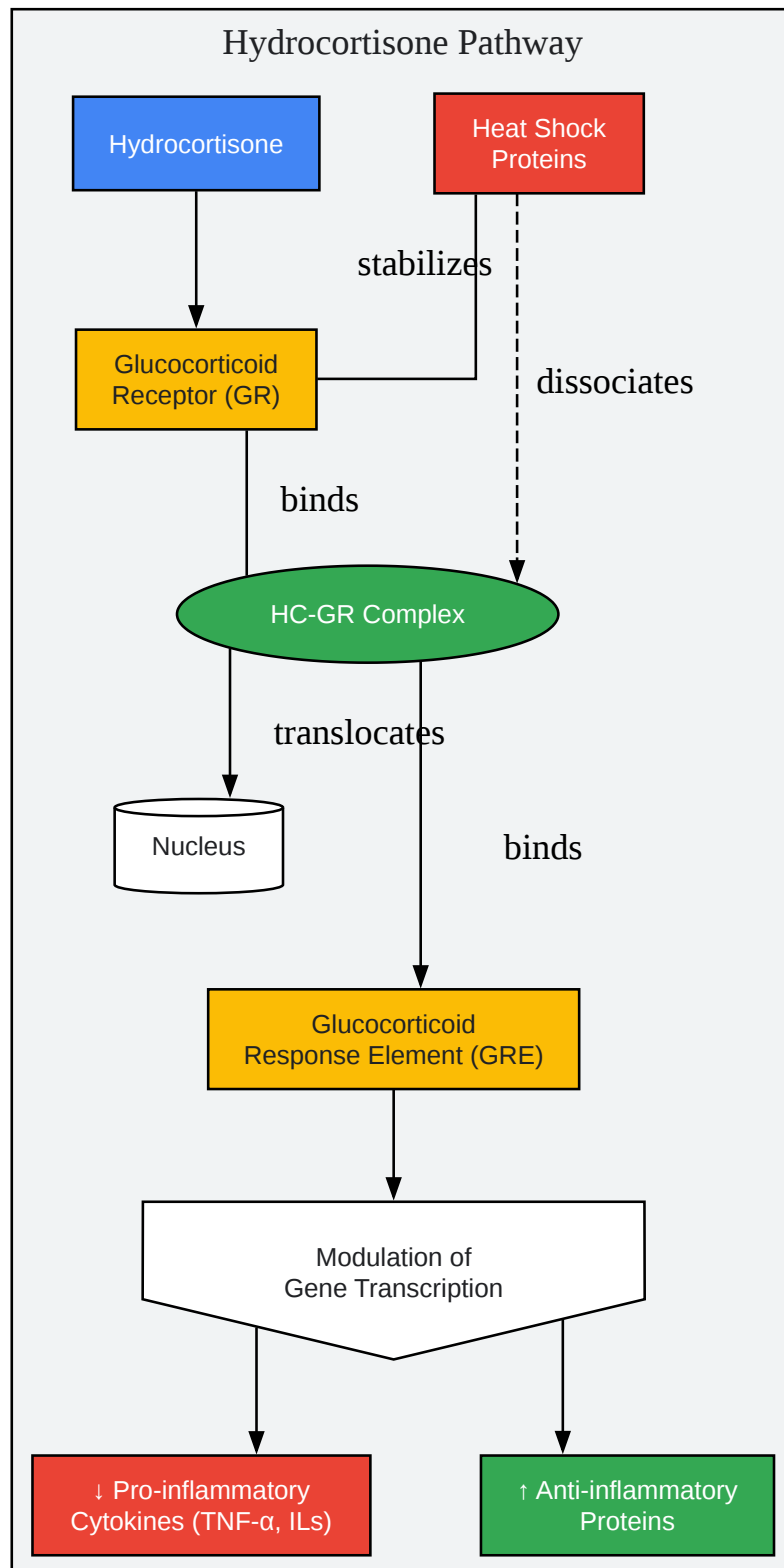 Hydrocortisone Pathway
Hydrocortisone
Heat Shock
Proteins
stabilizes
Glucocorticoid
Receptor (GR)
dissociates
binds
HC-GR Complex
translocates
Nucleus
binds
Glucocorticoid
Response Element (GRE)
Modulation of
Gene Transcription
↓ Pro-inflammatory
Cytokines (TNF-α, ILs)
↑ Anti-inflammatory
Proteins